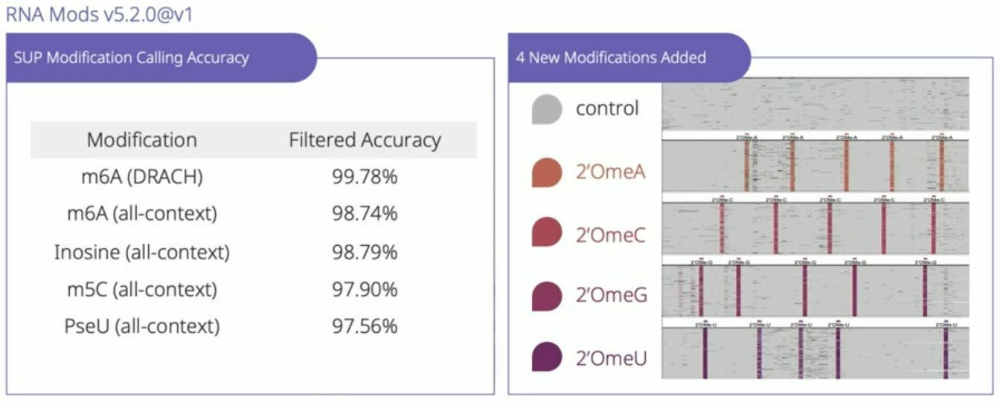 RNA Mods v5.2.0@v1
SUP Modification Calling Accuracy
Modification Filtered Accuracy
m6A (DRACH) 99.78%
m6A (all-context) 98.74%
Inosine (all-context) 98.79%
m5C (all-context) 97.90%
PseU (all-context) 97.56%
4 New Modifications Added
control
2'OmeA
2'OMe-A 2'OMe-A 2'OMe-A 2'OMe-A 2'OMe-A
2'OmeC
2'OMe-C 2'OMe-C 2'OMe-C 2'OMe-C 2'OMe-C
2'OmeG
2'OMe-G 2'OMe-G 2'OMe-G 2'OMe-G 2'OMe-G
2'OmeU
2'OMe-U 2'OMe-U 2'OMe-U 2'OMe-U 2'OMe-U